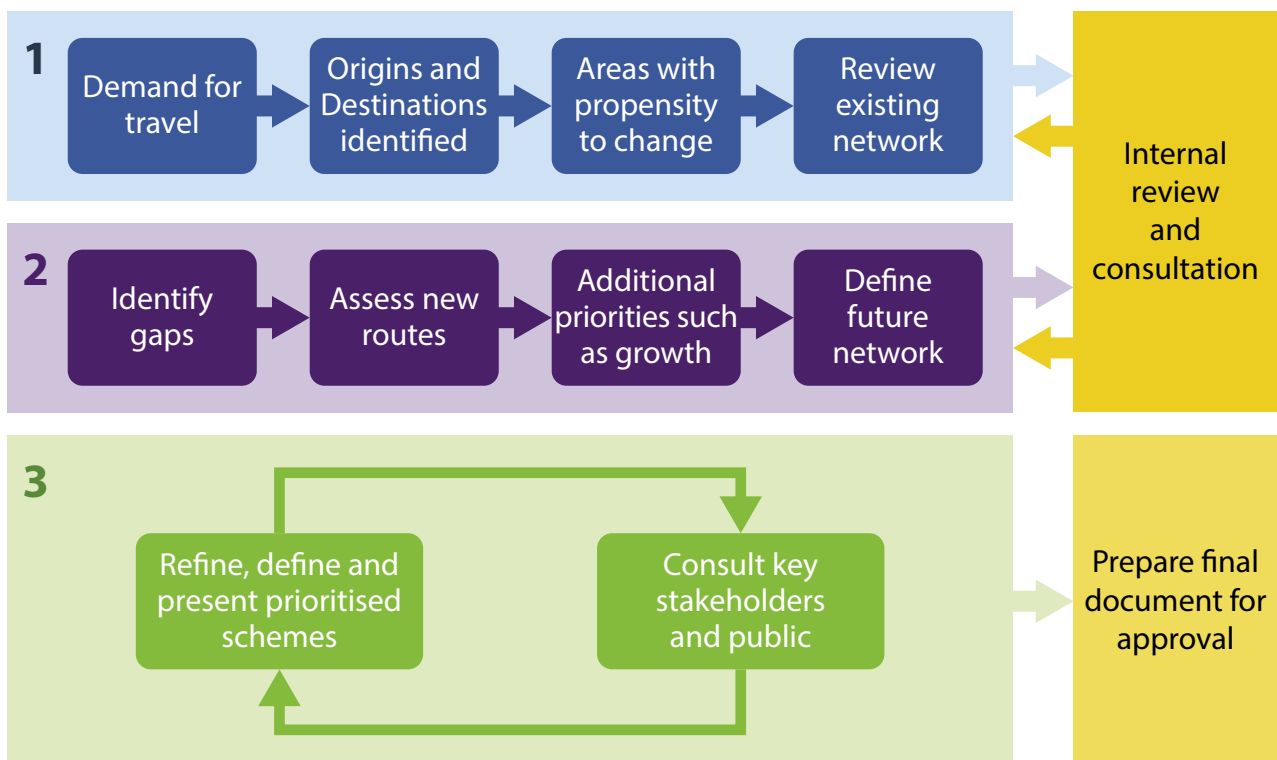 1
Demand for
travel
Origins and
Destinations
identified
Areas with
propensity
to change
Review
existing
network
Internal
review
and
consultation
2
Identify
gaps
Assess new
routes
Additional
priorities such
as growth
Define
future
network
3
Refine, define and
present prioritised
schemes
Consult key
stakeholders
and public
Prepare final
document for
approval